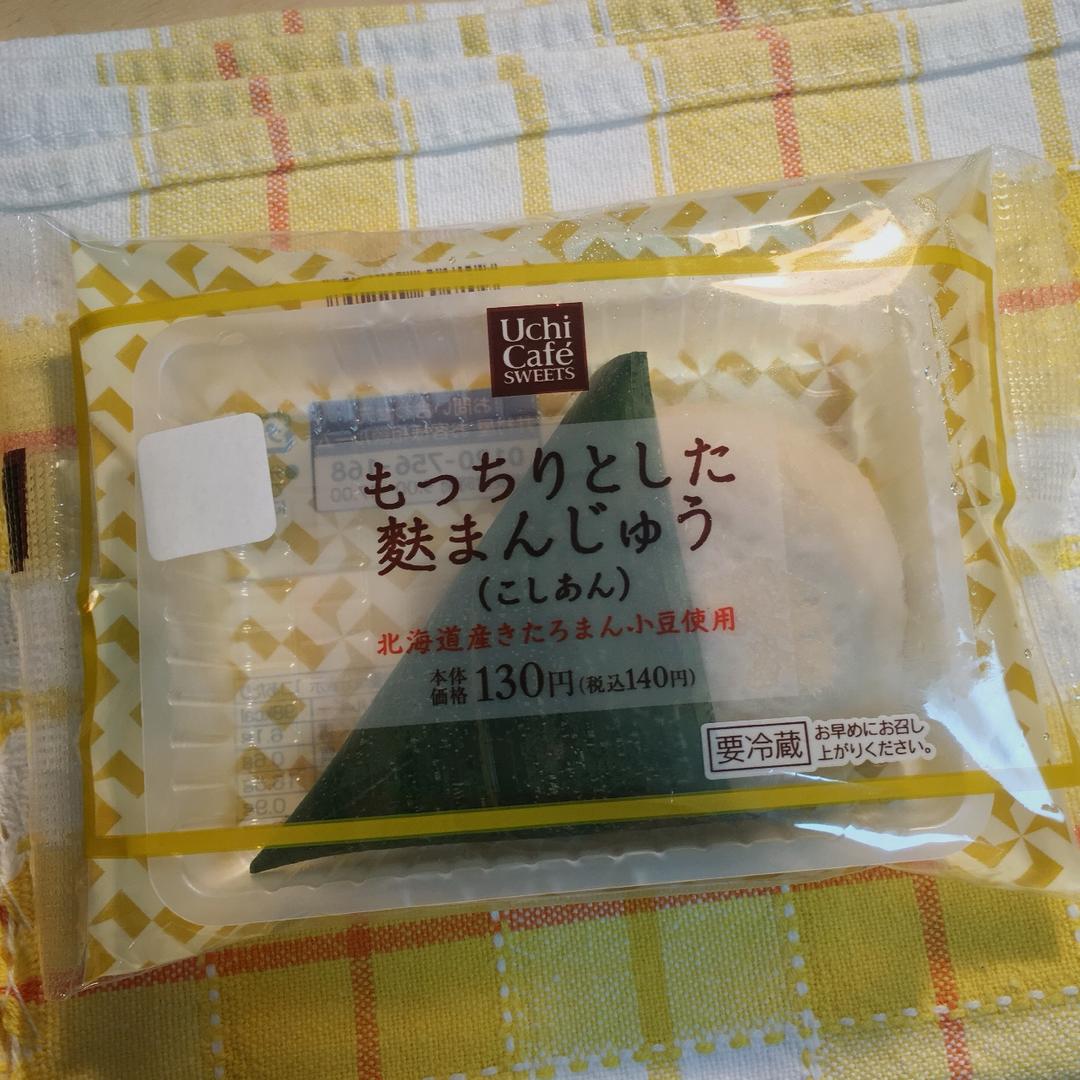 Uchi
Café
SWEETS
もっちりとした
麩まんじゅう
(こしあん)
北海道産きたろまん小豆使用
本体
価格 130円(税込140円)
要冷蔵
お早めにお召し
上がりください。